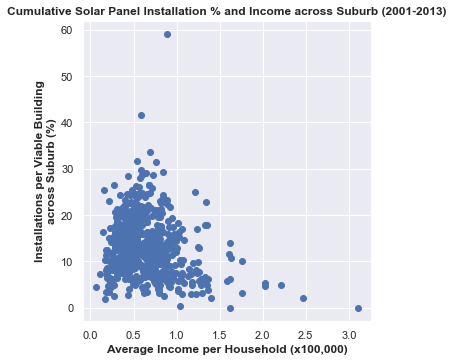 Cumulative Solar Panel Installation % and Income across Suburb (2001-2013)
60
50
40
30
20
10
0
Installations per Viable Building
across Suburb (%)
0.0 0.5 1.0 1.5 2.0 2.5 3.0
Average Income per Household (x100,000)